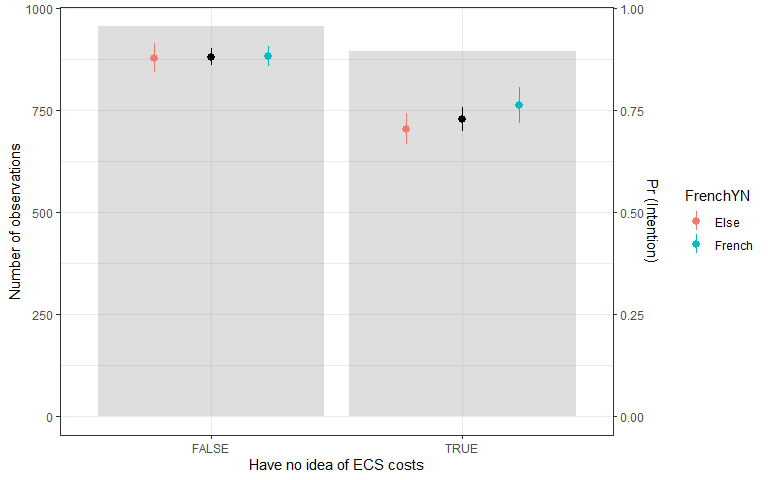 1000
750
500
250
0
Number of observations
1.00
0.75
0.50
0.25
0.00
Pr (Intention)
FALSE
TRUE
Have no idea of ECS costs
FrenchYN
Else
French